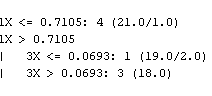 1X <= 0.7105: 4 (21.0/1.0)
1X > 0.7105
|   3X <= 0.0693: 1 (19.0/2.0)
|   3X > 0.0693: 3 (18.0)